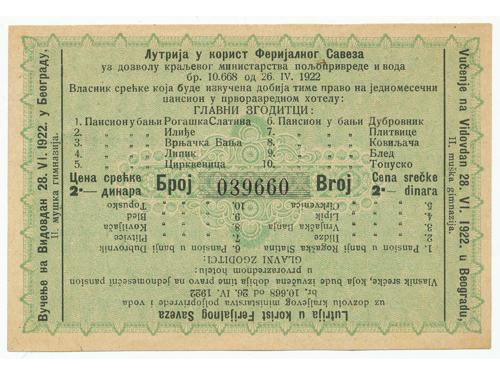 Лутрија у корист Феријалног Савеза
уз дозволу краљевог министарства пољопривреде и вода
бр. 10.668 од 26. IV. 1922
Власник срећке која буде извучена добија тиме право на једномесечни
пансион у првораразредном хотелу:
ГЛАВНИ ЗГОДИТЦИ:
1. Пансион у бањи Рогашка Слатина 6. Пансион у бањи Дубровник
2. " " " Илиџе 7. " " " Плитвице
3. " " " Врњачка Бања 8. " " " Ковиљача
4. " " " Липик 9. " " " Блед
5. " " " Цирквеница 10. " " " Топуско
Цена срећке Број 039660 Broj Cena srećke
2·– динара 2·– dinara
Lutrija u korist Ferijalnog Saveza
uz dozvolu kraljevog ministarstva poljoprivrede i voda
br. 10.668 od 26. IV. 1922
Vlasnik srećke, koja bude izvučena dobija time pravo na jednomesečni pansion
u prvorazrednom hotelu:
GLAVNI ZGODITCI:
1. Pansion u banji Rogaška Slatina 6. Pansion u banji Dubrovnik
2. " " " Ilidže 7. " " " Plitvice
3. " " " Vrnjačka Banja 8. " " " Koviljača
4. " " " Lipik 9. " " " Bled
5. " " " Cirkvenica 10. " " " Topusko
Вучење на Видовдан 28. VI. 1922. у Београду,
II. мушка гимназија.
Vučenje na Vidovdan 28. VI. 1922. u Beogradu,
II. muška gimnazija.